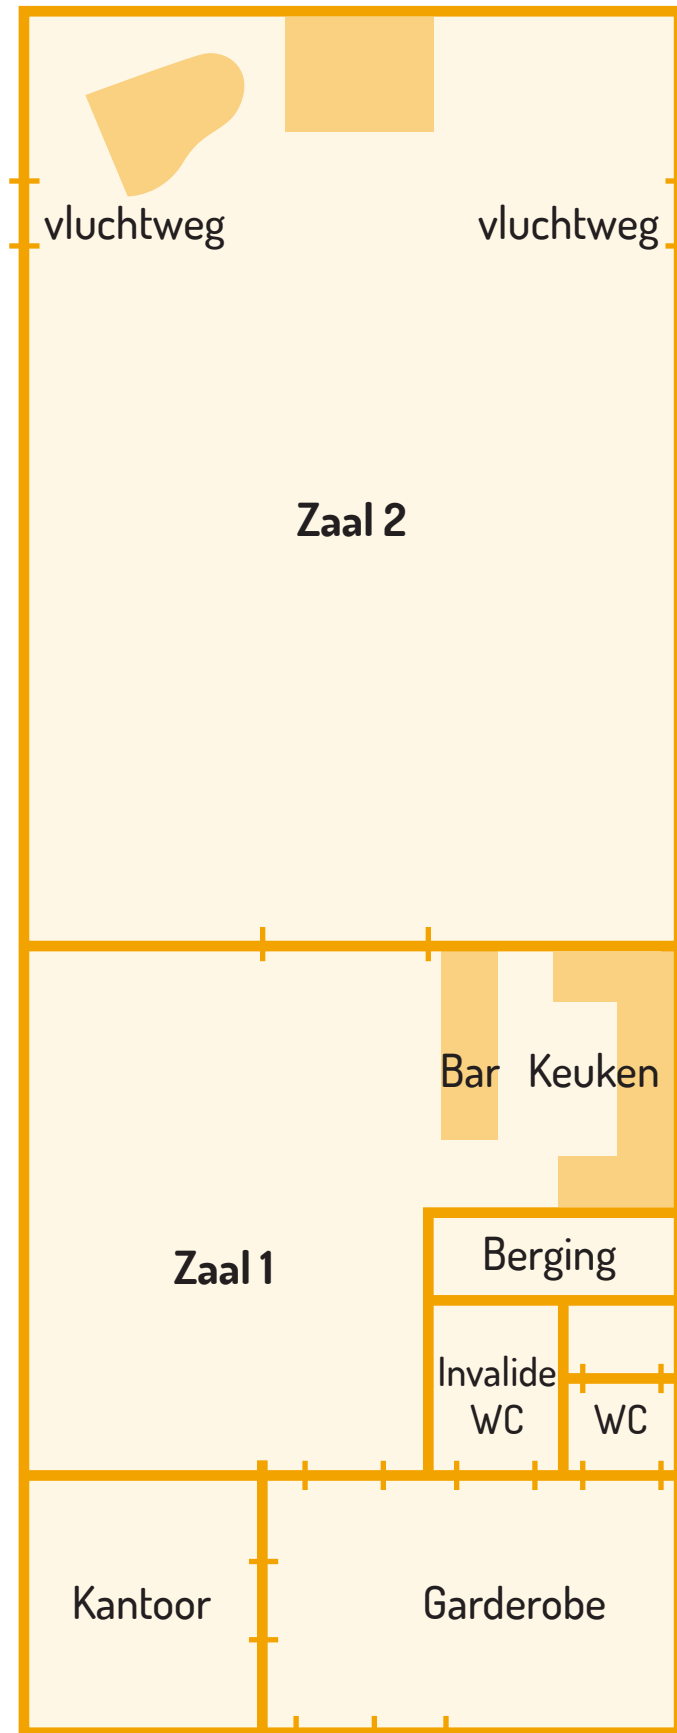 vluchtweg
vluchtweg
Zaal 2
Bar
Keuken
Zaal 1
Berging
Invalide
WC
WC
Kantoor
Garderobe